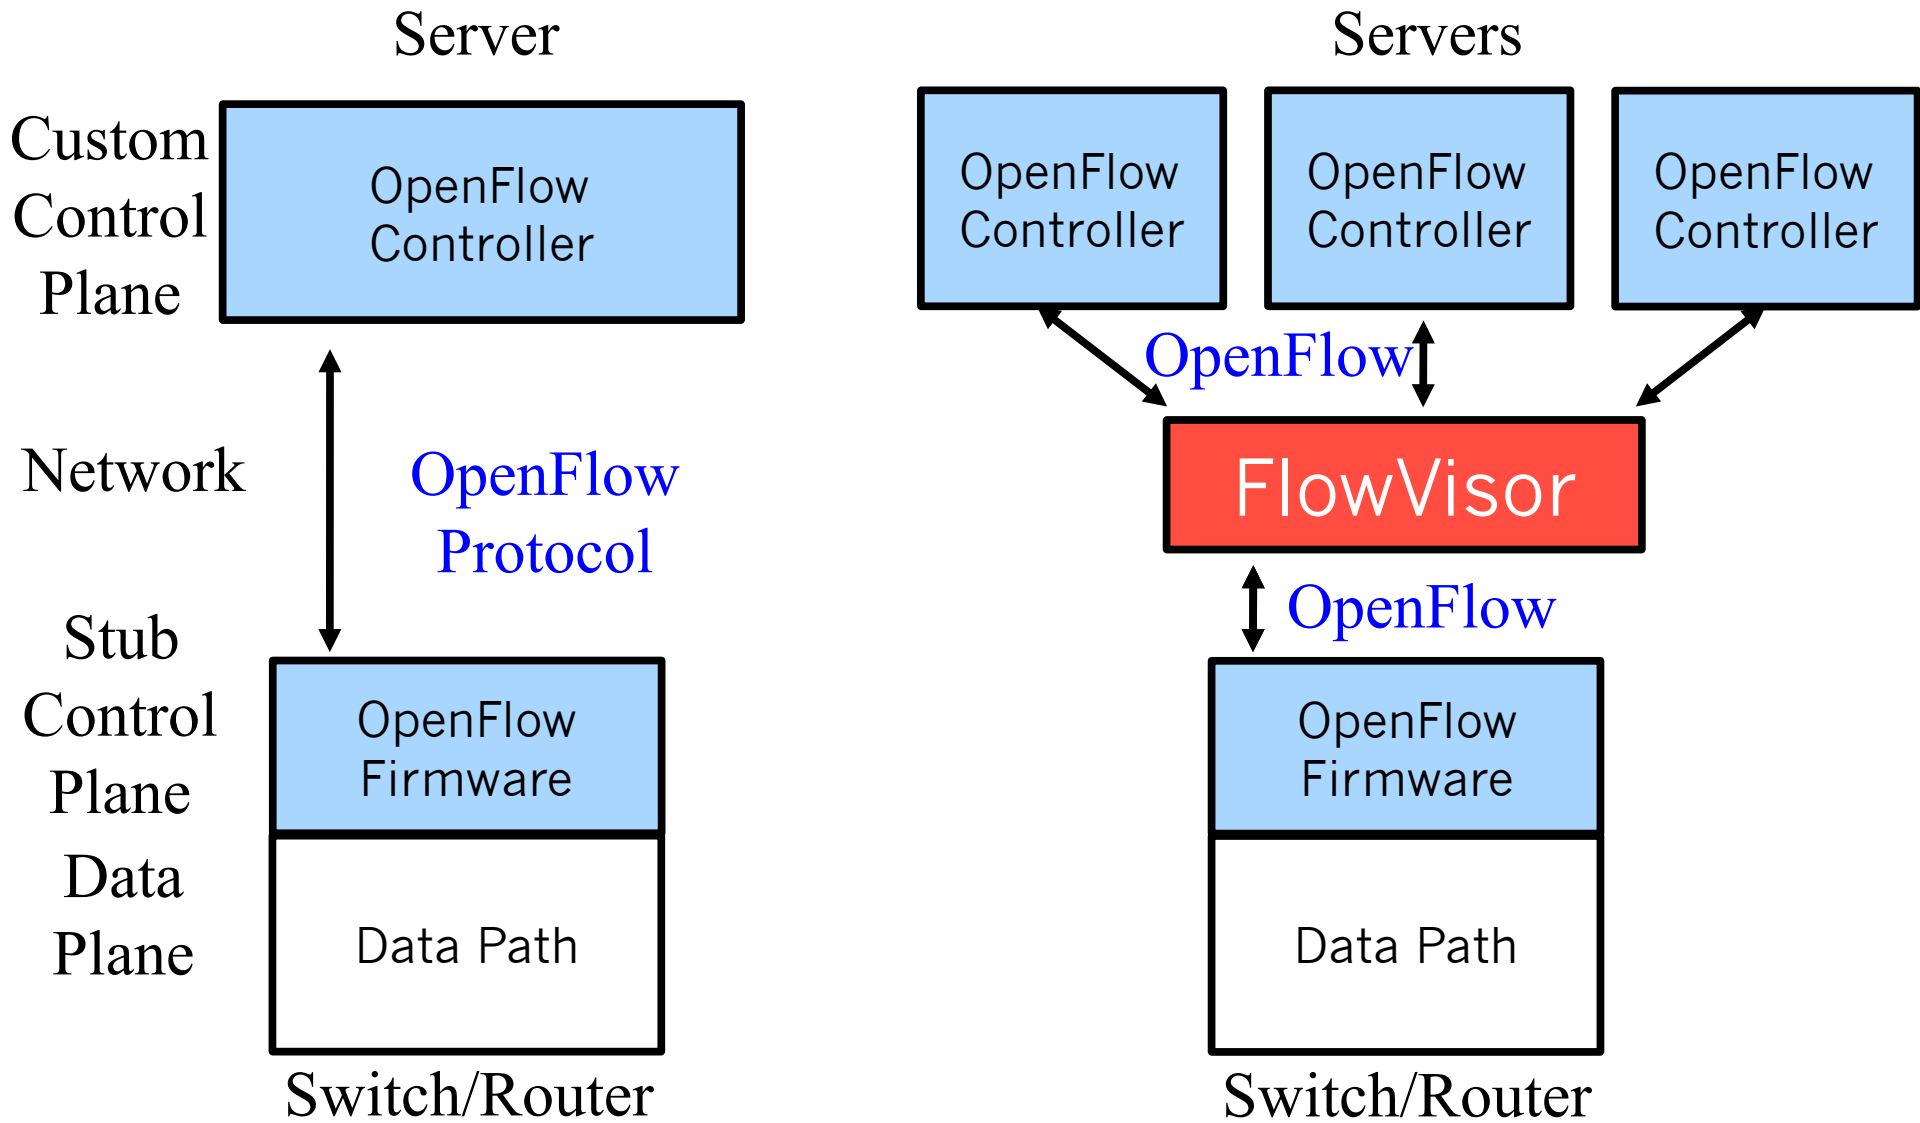 Server
Custom
Control
Plane
OpenFlow
Controller
Network
OpenFlow
Protocol
Stub
Control
Plane
OpenFlow
Firmware
Data
Plane
Data Path
Switch/Router
Servers
OpenFlow
Controller
OpenFlow
Controller
OpenFlow
Controller
OpenFlow
FlowVisor
OpenFlow
OpenFlow
Firmware
Data Path
Switch/Router